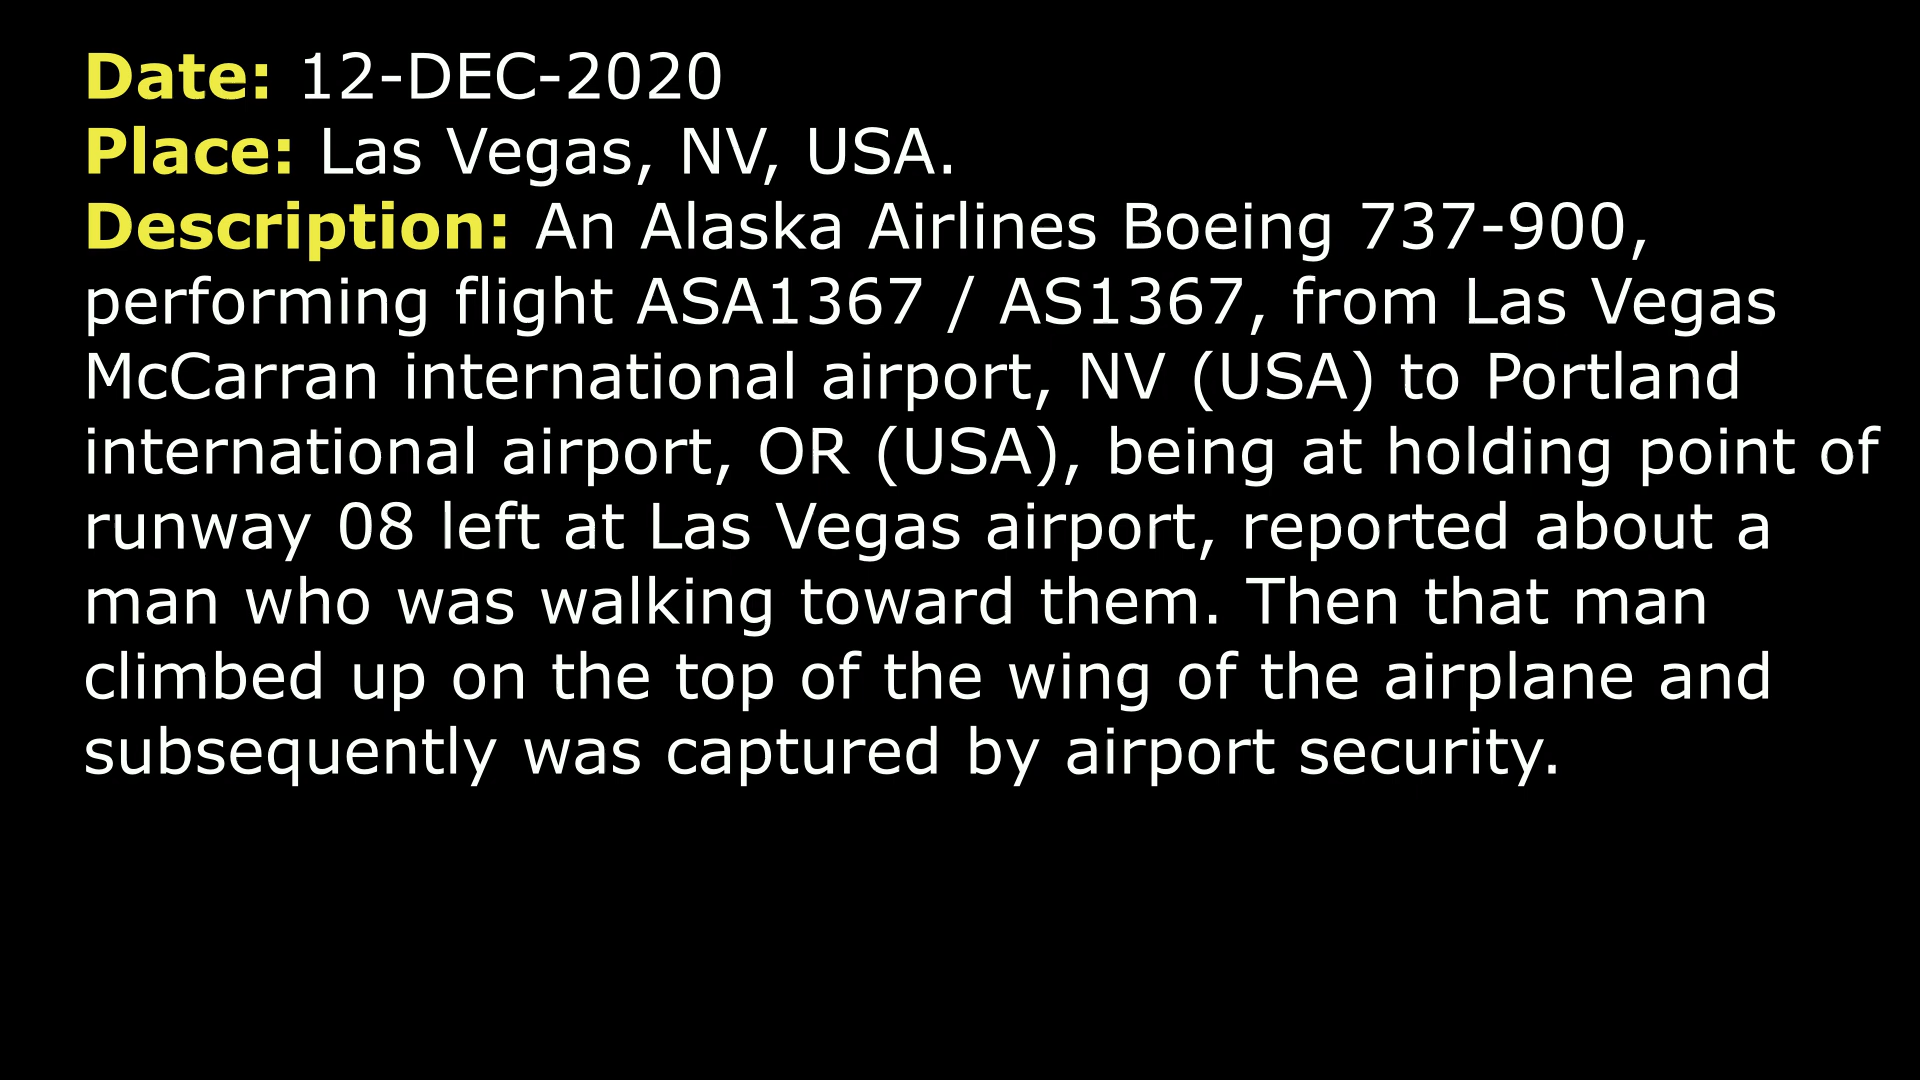 Date: 12-DEC-2020
Place: Las Vegas, NV, USA.
Description: An Alaska Airlines Boeing 737-900,
performing flight ASA1367 / AS1367, from Las Vegas
McCarran international airport, NV (USA) to Portland
international airport, OR (USA), being at holding point of
runway 08 left at Las Vegas airport, reported about a
man who was walking toward them. Then that man
climbed up on the top of the wing of the airplane and
subsequently was captured by airport security.